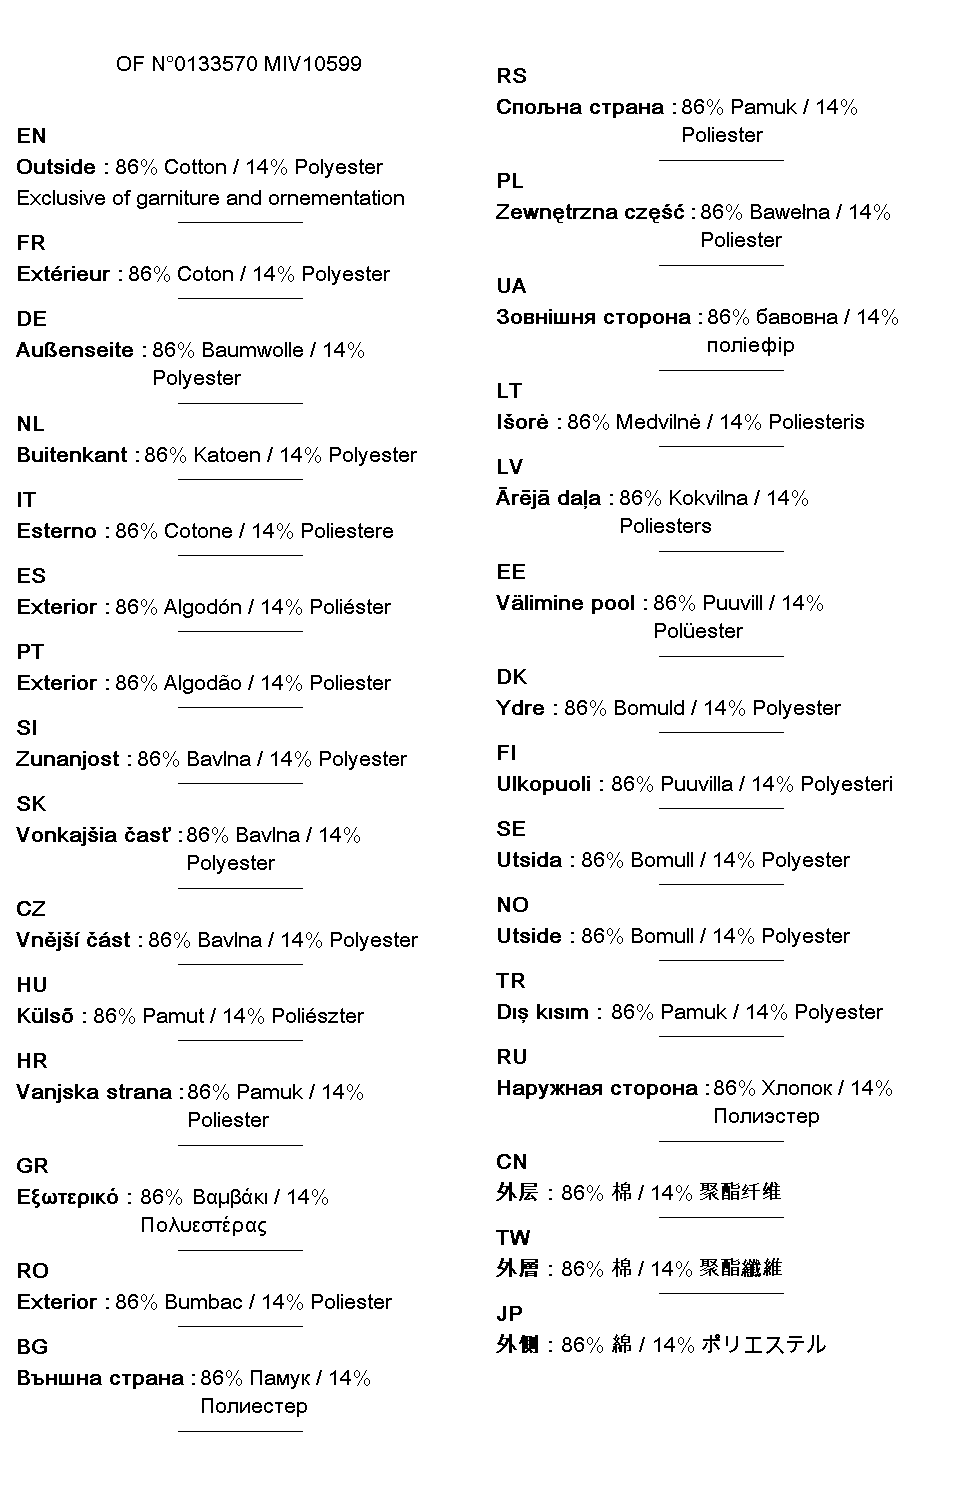 OF N°0133570 MIV10599
EN
Outside : 86% Cotton / 14% Polyester
Exclusive of garniture and ornementation
FR
Extérieur : 86% Coton / 14% Polyester
DE
Außenseite : 86% Baumwolle / 14%
Polyester
NL
Buitenkant : 86% Katoen / 14% Polyester
IT
Esterno : 86% Cotone / 14% Poliestere
ES
Exterior : 86% Algodón / 14% Poliéster
PT
Exterior : 86% Algodão / 14% Poliester
SI
Zunanjost : 86% Bavlna / 14% Polyester
SK
Vonkajšia časť : 86% Bavlna / 14%
Polyester
CZ
Vnější část : 86% Bavlna / 14% Polyester
HU
Külső : 86% Pamut / 14% Poliészter
HR
Vanjska strana : 86% Pamuk / 14%
Poliester
GR
Εξωτερικό : 86% Βαμβάκι / 14%
Πολυεστέρας
RO
Exterior : 86% Bumbac / 14% Poliester
BG
Външна страна : 86% Памук / 14%
Полиестер
RS
Спољна страна : 86% Pamuk / 14%
Poliester
PL
Zewnętrzna część : 86% Bawełna / 14%
Poliester
UA
Зовнішня сторона : 86% бавовна / 14%
поліефір
LT
Išorė : 86% Medvilnė / 14% Poliesteris
LV
Ārējā daļa : 86% Kokvilna / 14%
Poliesters
EE
Välimine pool : 86% Puuvill / 14%
Polüester
DK
Ydre : 86% Bomuld / 14% Polyester
FI
Ulkopuoli : 86% Puuvilla / 14% Polyesteri
SE
Utsida : 86% Bomull / 14% Polyester
NO
Utside : 86% Bomull / 14% Polyester
TR
Dış kısım : 86% Pamuk / 14% Polyester
RU
Наружная сторона : 86% Хлопок / 14%
Полиэстер
CN
外层 : 86% 棉 / 14% 聚酯纤维
TW
外層 : 86% 棉 / 14% 聚酯纖維
JP
外側 : 86% 綿 / 14% ポリエステル